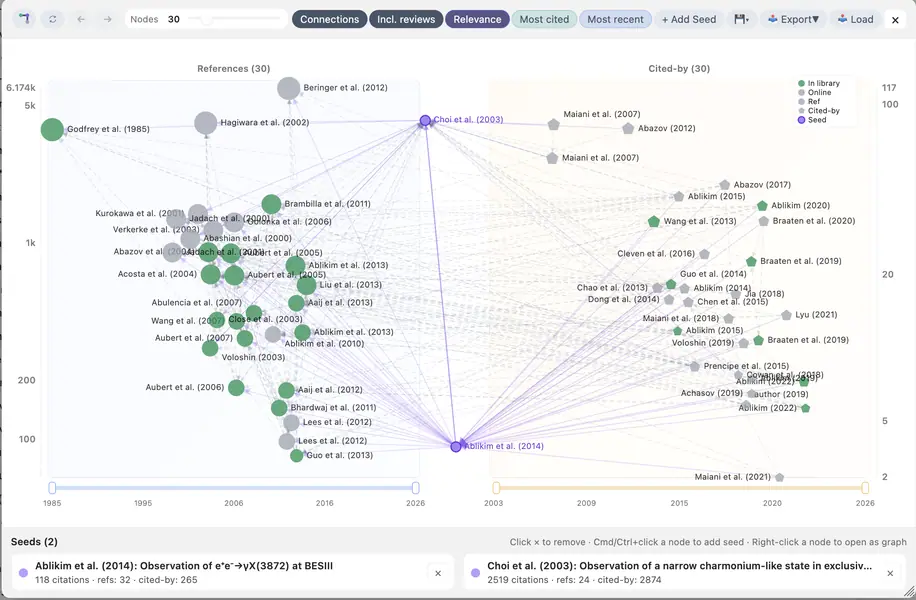 Nodes 30 Connections Incl. reviews Relevance Most cited Most recent + Add Seed Export▼ Load ×
References (30)
Cited-by (30)
6.174k
5k
1k
200
100
117
100
20
5
2
In library
Online
Ref
Cited-by
Seed
Beringer et al. (2012)
Godfrey et al. (1985)
Hagiwara et al. (2002)
Choi et al. (2003)
Brambilla et al. (2011)
Kurokawa et al. (2001)
Jadach et al. (2000)
Golonka et al. (2006)
Verkerke et al. (2003)
Abashian et al. (2000)
Abazov et al.
Aubert et al. (2005)
Acosta et al. (2004)
Aubert et al. (2005)
Ablikim et al. (2013)
Liu et al. (2013)
Abulencia et al. (2007)
Aaij et al. (2013)
Wang et al. (2007)
Close et al. (2003)
Aubert et al. (2007)
Ablikim et al. (2013)
Ablikim et al. (2010)
Voloshin (2003)
Aubert et al. (2006)
Aaij et al. (2012)
Bhardwaj et al. (2011)
Lees et al. (2012)
Lees et al. (2012)
Guo et al. (2013)
Ablikim et al. (2014)
Maiani et al. (2007)
Abazov (2012)
Maiani et al. (2007)
Abazov (2017)
Ablikim (2015)
Ablikim (2020)
Wang et al. (2013)
Braaten et al. (2020)
Cleven et al. (2016)
Braaten et al. (2019)
Guo et al. (2014)
Chao et al. (2013)
Ablikim (2014)
Jia (2018)
Dong et al. (2014)
Chen et al. (2015)
Maiani et al. (2018)
Lyu (2021)
Ablikim (2015)
Voloshin (2019)
Braaten et al. (2019)
Prencipe et al. (2015)
Ablikim (2022)
Achasov (2019)
author (2019)
Ablikim (2022)
Maiani et al. (2021)
1985 1995 2006 2016 2026
2003 2009 2015 2020 2026
Seeds (2)
Click × to remove · Cmd/Ctrl+click a node to add seed · Right-click a node to open as graph
Ablikim et al. (2014): Observation of e⁺e⁻→γX(3872) at BESIII
118 citations · refs: 32 · cited-by: 265
×
Choi et al. (2003): Observation of a narrow charmonium-like state in exclusiv...
2519 citations · refs: 24 · cited-by: 2874
×